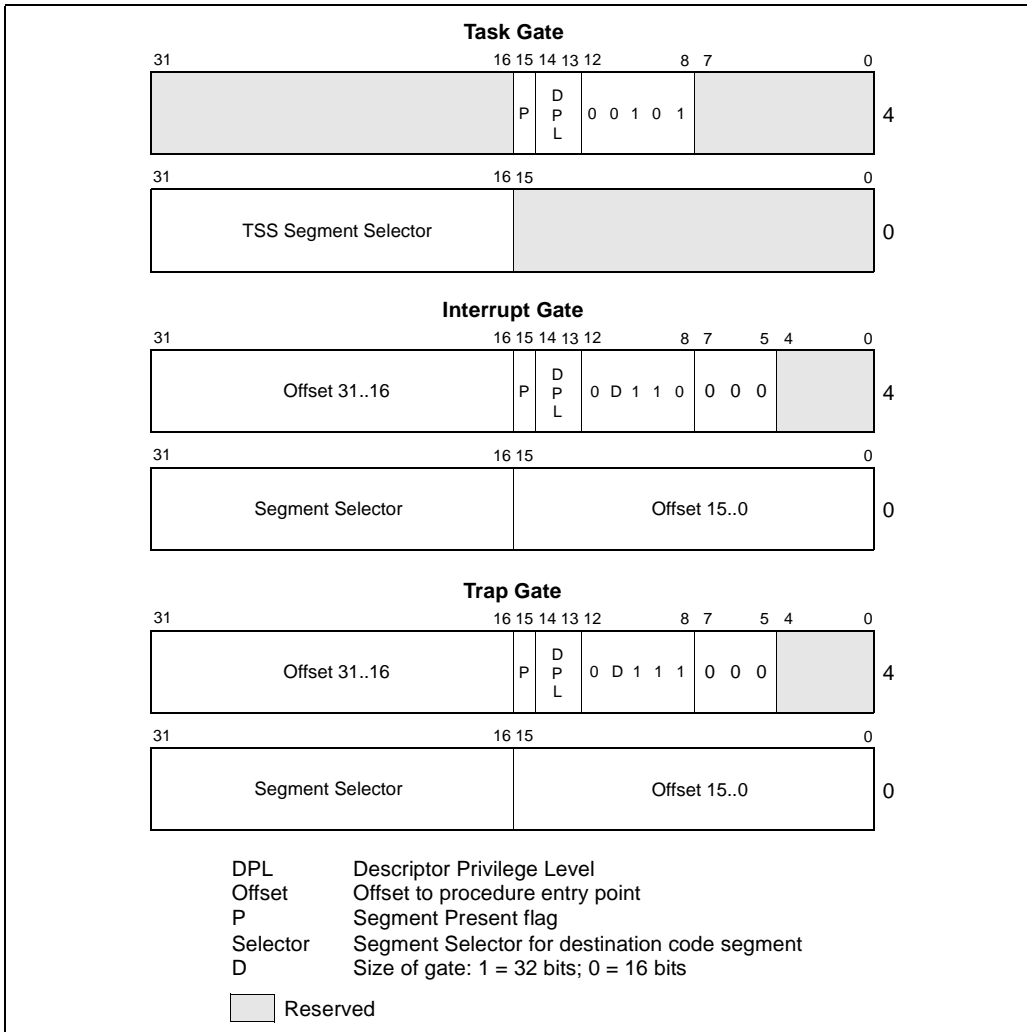 Task Gate
31 16 15 14 13 12 8 7 0
P D P L 0 0 1 0 1 4
31 16 15 0
TSS Segment Selector 0
Interrupt Gate
31 16 15 14 13 12 8 7 5 4 0
Offset 31..16 P D P L 0 D 1 1 0 0 0 0 4
31 16 15 0
Segment Selector Offset 15..0 0
Trap Gate
31 16 15 14 13 12 8 7 5 4 0
Offset 31..16 P D P L 0 D 1 1 1 0 0 0 4
31 16 15 0
Segment Selector Offset 15..0 0
DPL Descriptor Privilege Level
Offset Offset to procedure entry point
P Segment Present flag
Selector Segment Selector for destination code segment
D Size of gate: 1 = 32 bits; 0 = 16 bits
Reserved